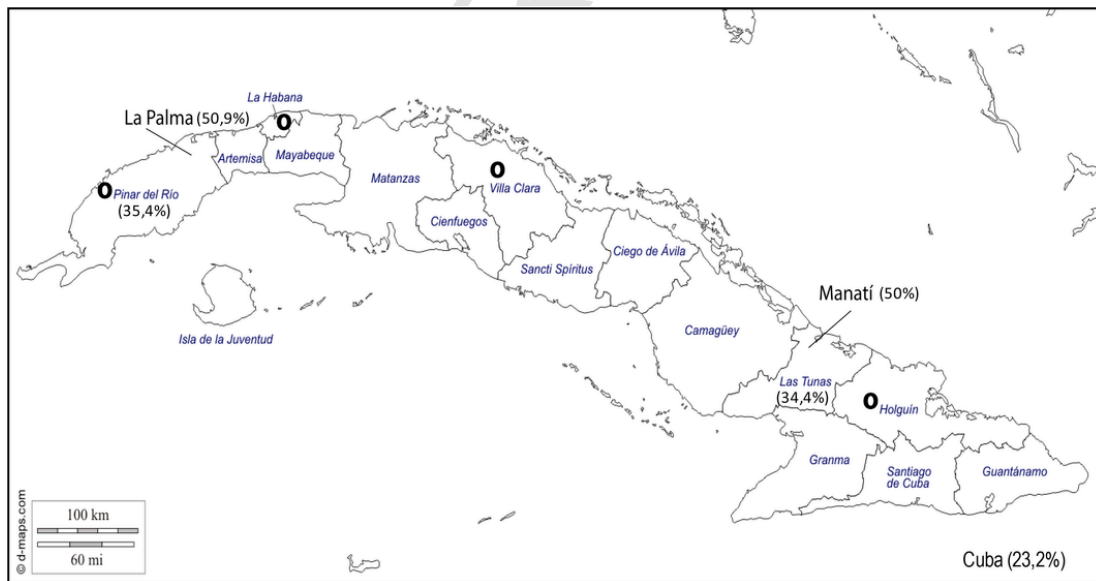 La Habana
La Palma (50,9%)
Artemisa
Mayabeque
Matanzas
Villa Clara
Pinar del Río
(35,4%)
Cienfuegos
Sancti Spíritus
Ciego de Ávila
Manatí (50%)
Isla de la Juventud
Camagüey
Las Tunas
(34,4%)
Holguín
Granma
Santiago
de Cuba
Guantánamo
© d-maps.com
100 km
60 mi
Cuba (23,2%)